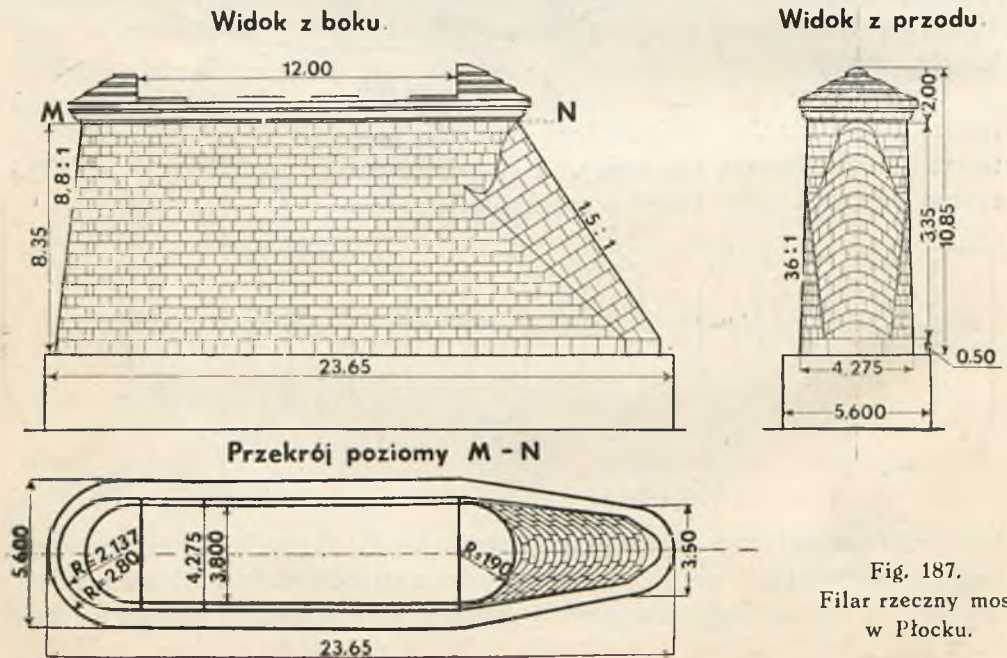 Widok z boku.
Widok z przodu.
12.00
M
N
8,8:1
8.35
1.5:1
23.65
2,00
3.35
10.85
36:1
0.50
4.275
5.600
Przekrój poziomy M-N
5.600
R=2.137
R=2.80
4.275
3.800
R=190
3.50
23.65
Fig. 187.
Filar rzeczny mos
w Płocku.